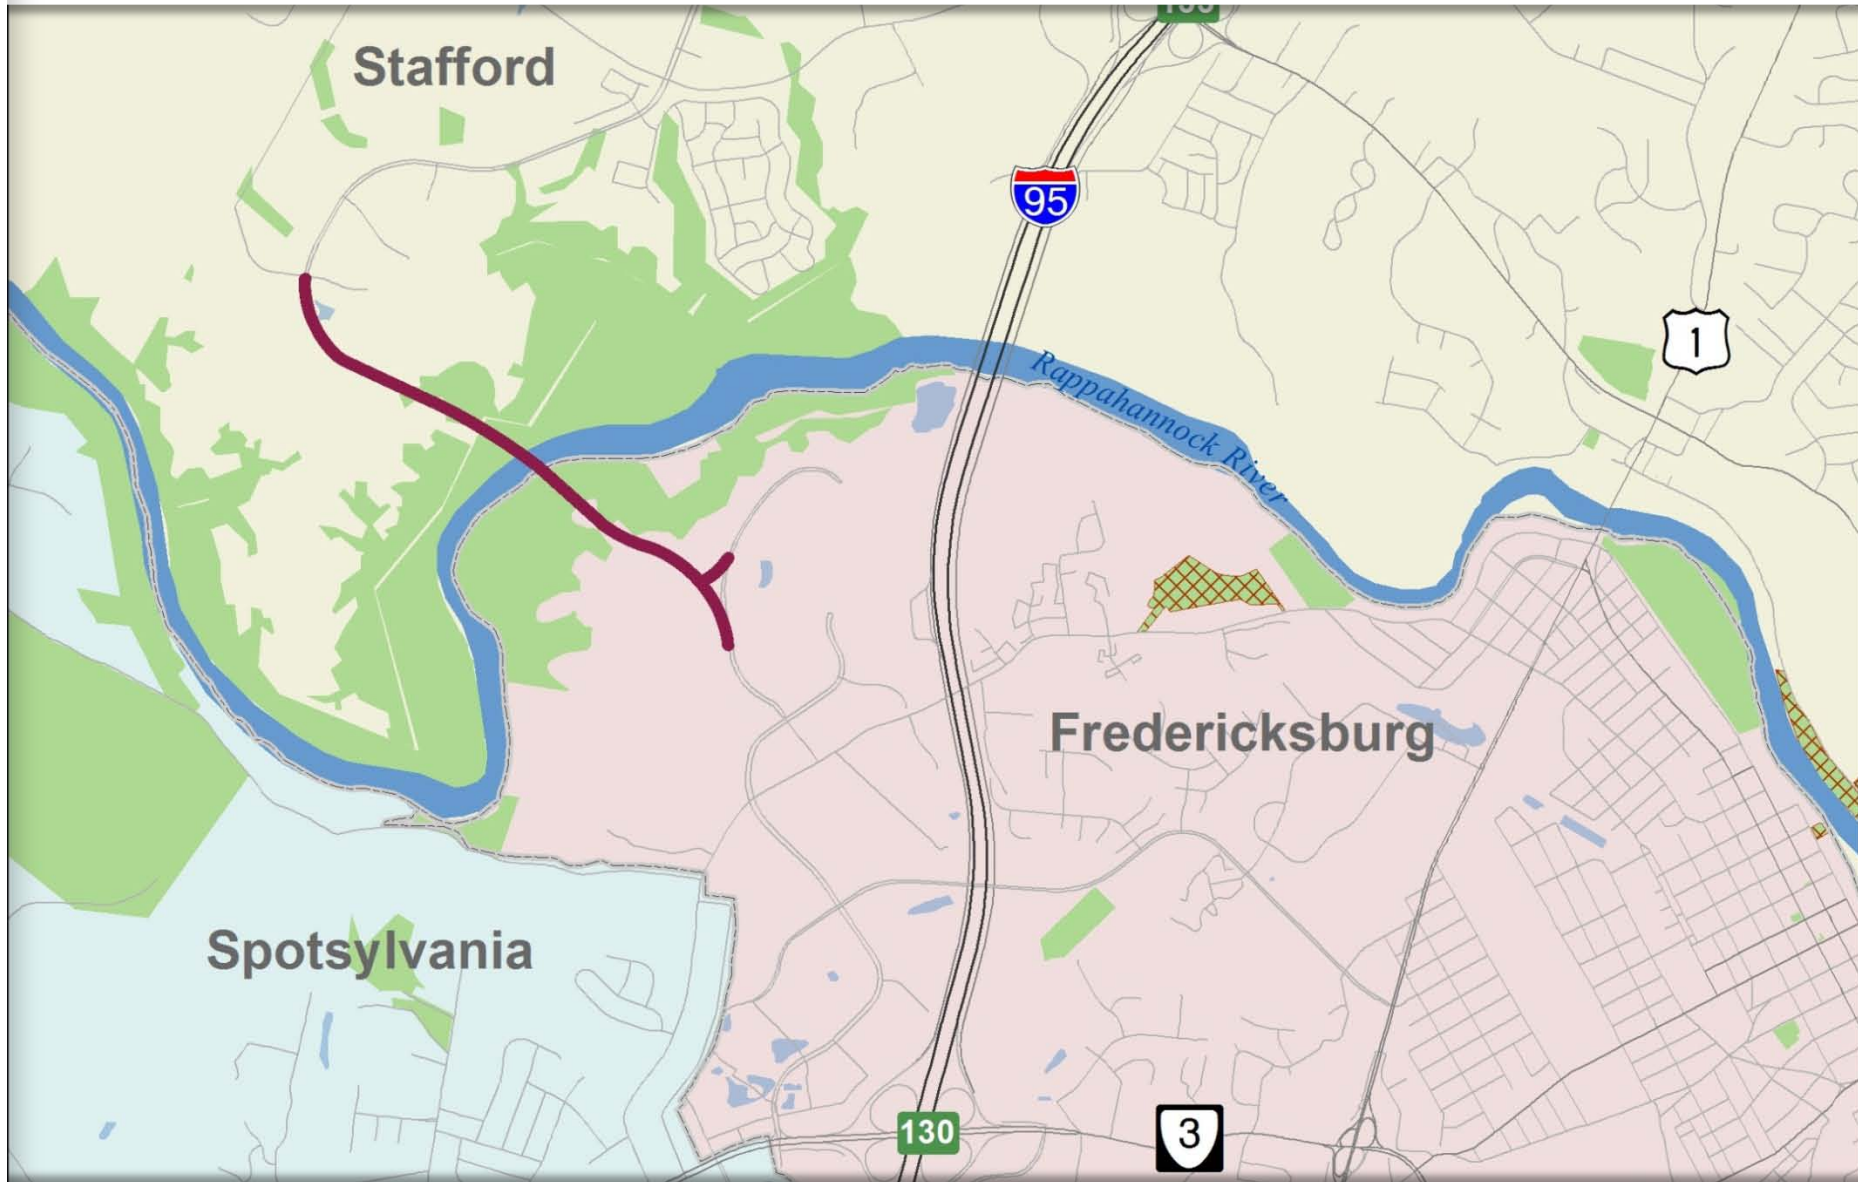 Stafford
95
1
Rappahannock River
Fredericksburg
Spotsylvania
130
3